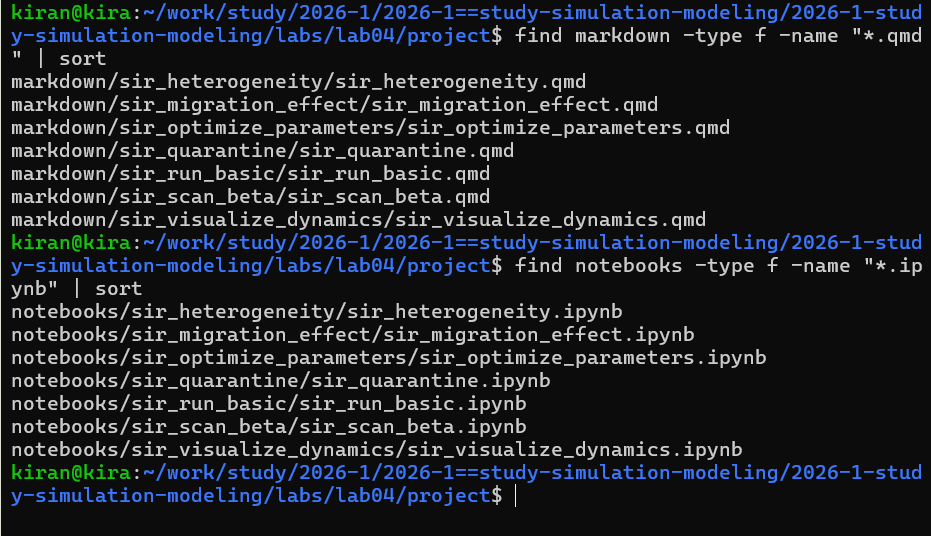 kiran@kira:~/work/study/2026-1/2026-1==study-simulation-modeling/2026-1-stud
y-simulation-modeling/labs/lab04/project$ find markdown -type f -name "*.qmd
" | sort
markdown/sir_heterogeneity/sir_heterogeneity.qmd
markdown/sir_migration_effect/sir_migration_effect.qmd
markdown/sir_optimize_parameters/sir_optimize_parameters.qmd
markdown/sir_quarantine/sir_quarantine.qmd
markdown/sir_run_basic/sir_run_basic.qmd
markdown/sir_scan_beta/sir_scan_beta.qmd
markdown/sir_visualize_dynamics/sir_visualize_dynamics.qmd
kiran@kira:~/work/study/2026-1/2026-1==study-simulation-modeling/2026-1-stud
y-simulation-modeling/labs/lab04/project$ find notebooks -type f -name "*.ip
ynb" | sort
notebooks/sir_heterogeneity/sir_heterogeneity.ipynb
notebooks/sir_migration_effect/sir_migration_effect.ipynb
notebooks/sir_optimize_parameters/sir_optimize_parameters.ipynb
notebooks/sir_quarantine/sir_quarantine.ipynb
notebooks/sir_run_basic/sir_run_basic.ipynb
notebooks/sir_scan_beta/sir_scan_beta.ipynb
notebooks/sir_visualize_dynamics/sir_visualize_dynamics.ipynb
kiran@kira:~/work/study/2026-1/2026-1==study-simulation-modeling/2026-1-stud
y-simulation-modeling/labs/lab04/project$